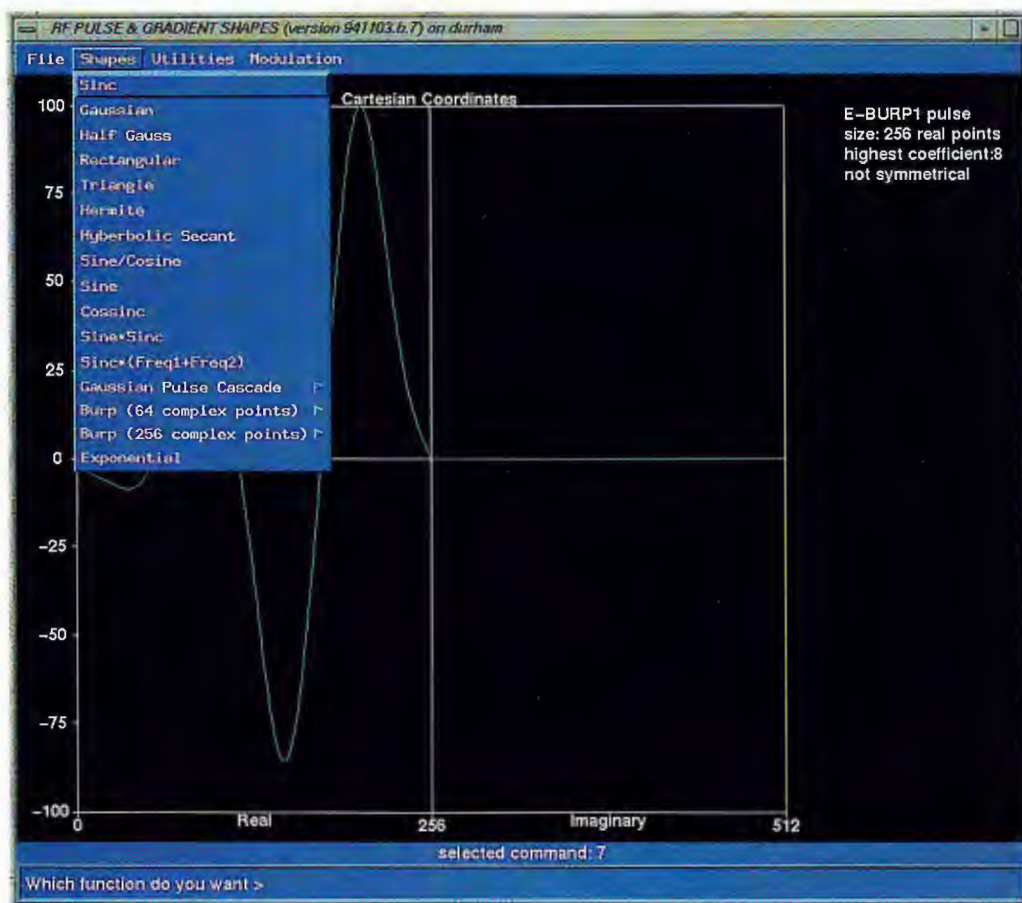 RF PULSE & GRADIENT SHAPES (version 941103.b.7) on durham
File Shapes Utilities Modulation
Sinc
Gaussian
Half Gauss
Rectangular
Triangle
Hermite
Hyberbolic Secant
Sine/Cosine
Sine
Cossinc
Sine*Sinc
Sinc*(Freq1+Freq2)
Gaussian Pulse Cascade
Burp (64 complex points)
Burp (256 complex points)
Exponential
Cartesian Coordinates
E-BURP1 pulse
size: 256 real points
highest coefficient:8
not symmetrical
100
75
50
25
0
-25
-50
-75
-100
0 Real 256 Imaginary 512
selected command: 7
Which function do you want >